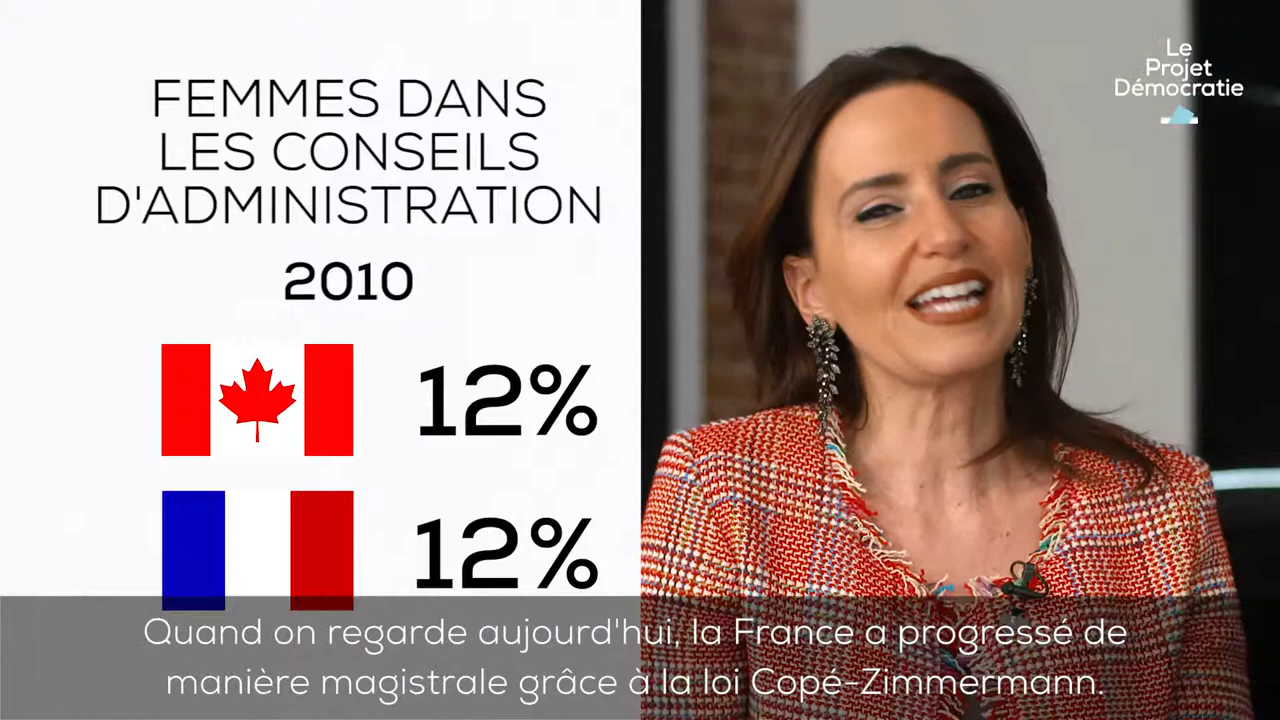 FEMMES DANS
LES CONSEILS
D'ADMINISTRATION
2010
12%
12%
Le
Projet
Démocratie
Quand on regarde aujourd'hui, la France a progressé de
manière magistrale grâce à la loi Copé-Zimmermann.